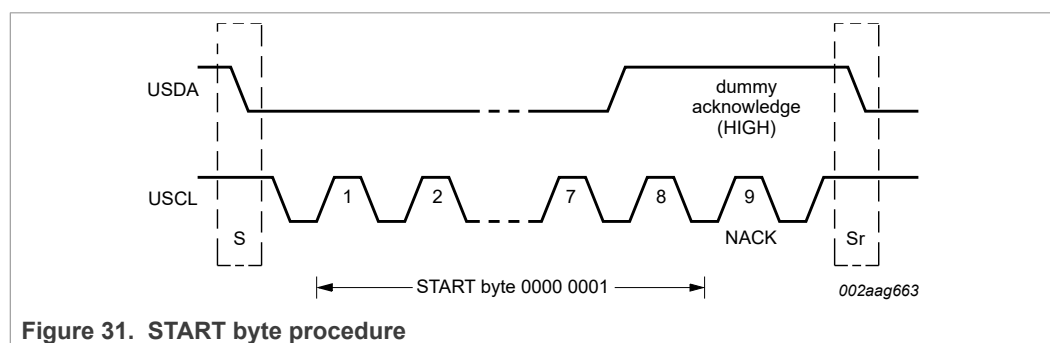 USDA
dummy
acknowledge
(HIGH)
USCL
1
2
7
8
9
S
NACK
Sr
START byte 0000 0001
002aag663
Figure 31. START byte procedure